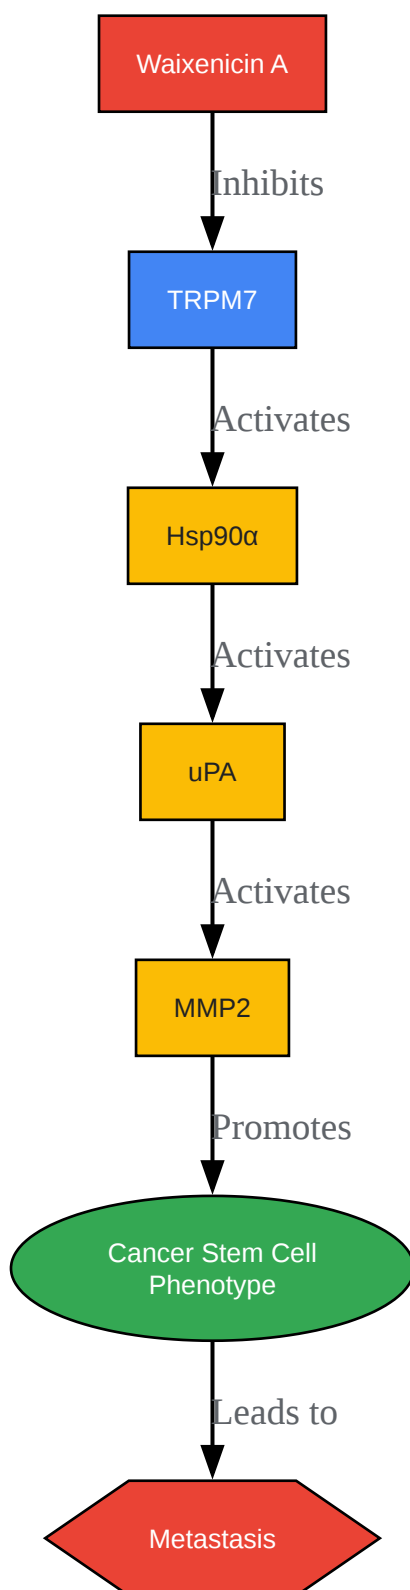 Waixenicin A
Inhibits
TRPM7
Activates
Hsp90α
Activates
uPA
Activates
MMP2
Promotes
Cancer Stem Cell
Phenotype
Leads to
Metastasis